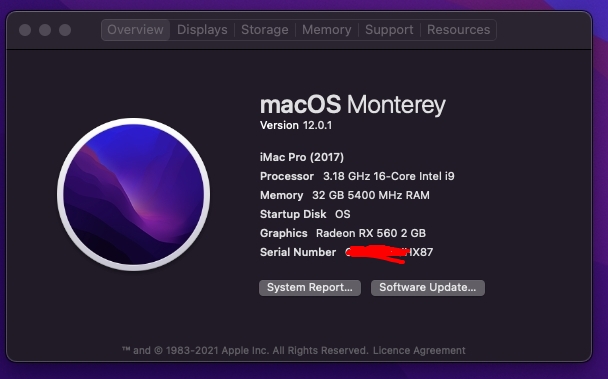 Overview Displays Storage Memory Support Resources
macOS Monterey
Version 12.0.1
iMac Pro (2017)
Processor 3.18 GHz 16-Core Intel i9
Memory 32 GB 5400 MHz RAM
Startup Disk OS
Graphics Radeon RX 560 2 GB
Serial Number HX87
System Report... Software Update...
™ and © 1983-2021 Apple Inc. All Rights Reserved. Licence Agreement